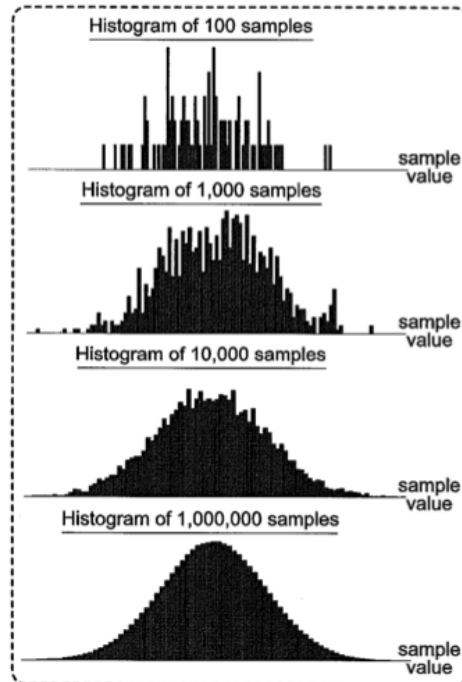 Histogram of 100 samples
sample
value
Histogram of 1,000 samples
sample
value
Histogram of 10,000 samples
sample
value
Histogram of 1,000,000 samples
sample
value